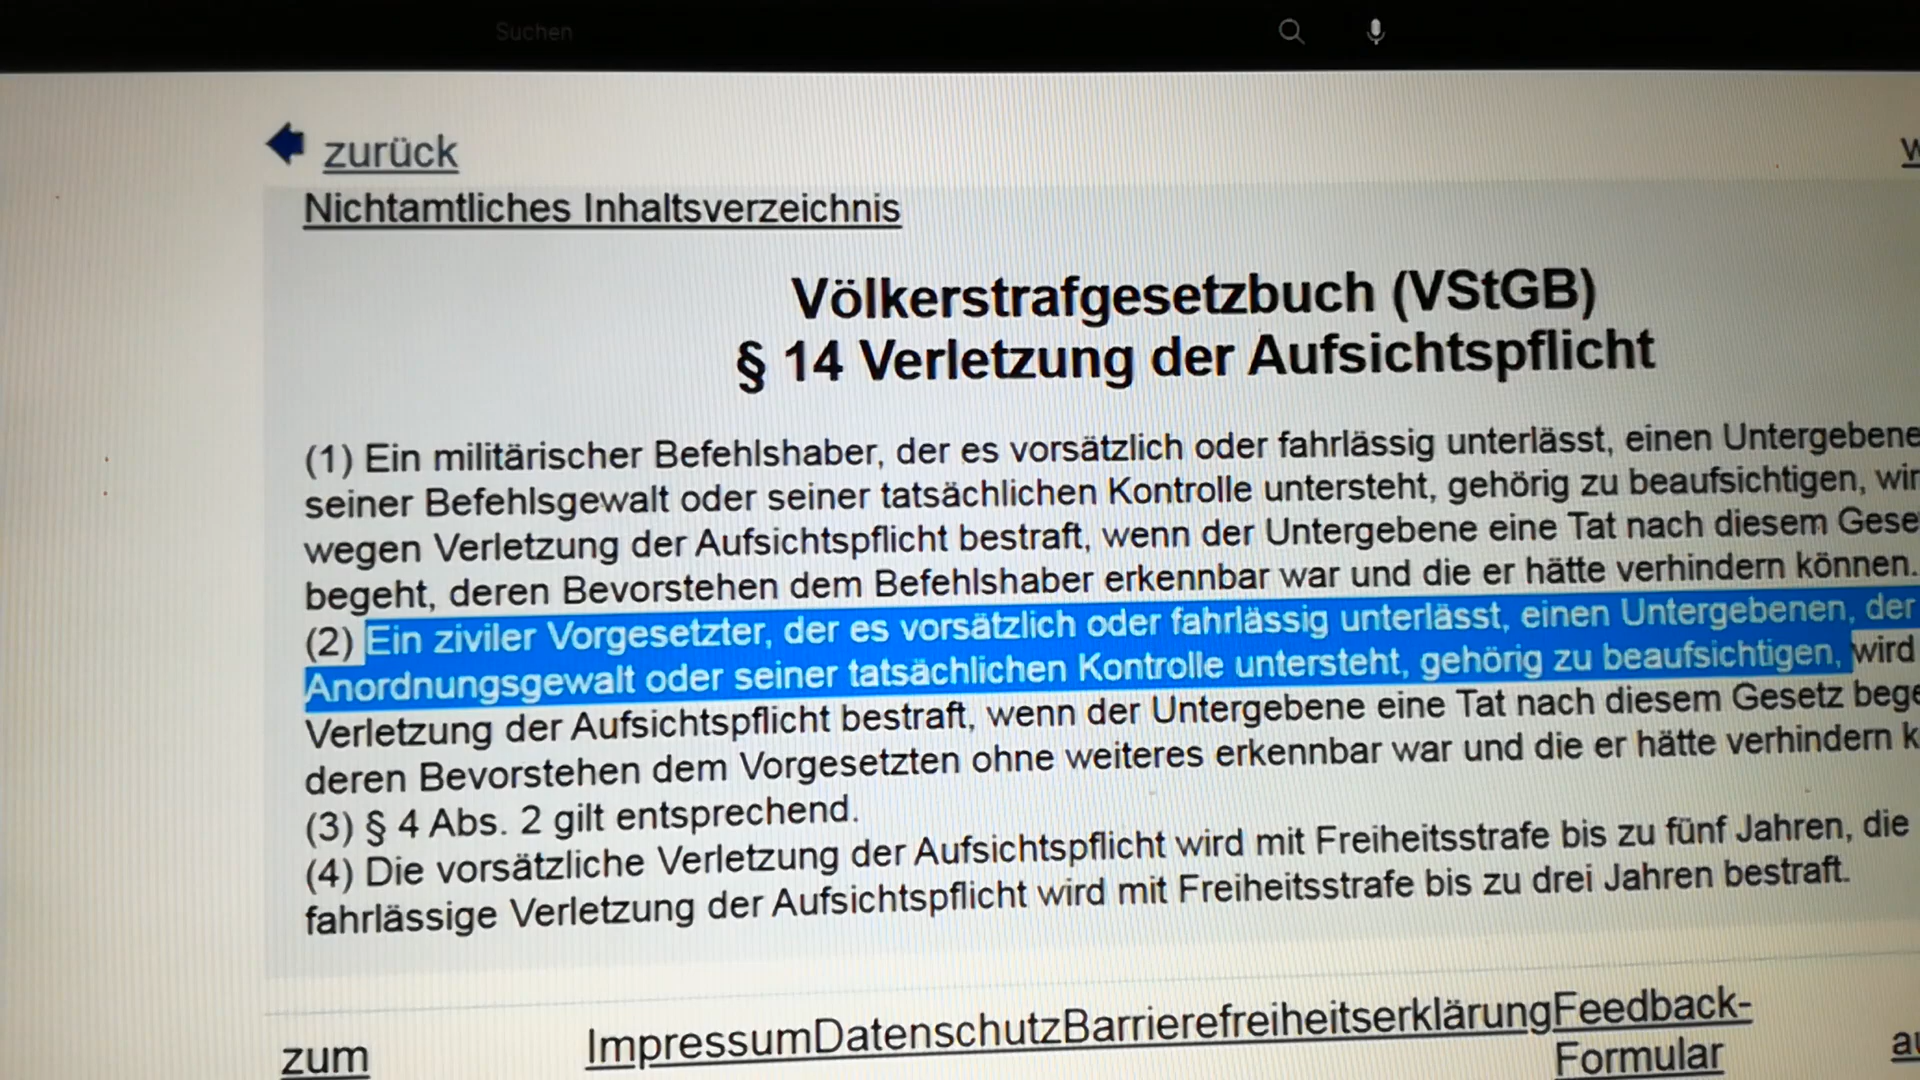 Suchen
zurück
Nichtamtliches Inhaltsverzeichnis
Völkerstrafgesetzbuch (VStGB)
§ 14 Verletzung der Aufsichtspflicht
(1) Ein militärischer Befehlshaber, der es vorsätzlich oder fahrlässig unterlässt, einen
seiner Befehlsgewalt oder seiner tatsächlichen Kontrolle untersteht, gehörig zu beaufsichtigen,
wegen Verletzung der Aufsichtspflicht bestraft, wenn der Untergebene eine Tat nach diesem
begeht, deren Bevorstehen dem Befehlshaber erkennbar war und die er hätte verhindern können.
(2) Ein ziviler Vorgesetzter, der es vorsätzlich oder fahrlässig unterlässt, einen Untergebenen, der
Anordnungsgewalt oder seiner tatsächlichen Kontrolle untersteht, gehörig zu beaufsichtigen, wird
Verletzung der Aufsichtspflicht bestraft, wenn der Untergebene eine Tat nach diesem Gesetz
deren Bevorstehen dem Vorgesetzten ohne weiteres erkennbar war und die er hätte verhindern
(3) § 4 Abs. 2 gilt entsprechend.
(4) Die vorsätzliche Verletzung der Aufsichtspflicht wird mit Freiheitsstrafe bis zu fünf Jahren, die
fahrlässige Verletzung der Aufsichtspflicht wird mit Freiheitsstrafe bis zu drei Jahren bestraft.
zum ImpressumDatenschutzBarrierefreiheitserklärungFeedback-
Formular